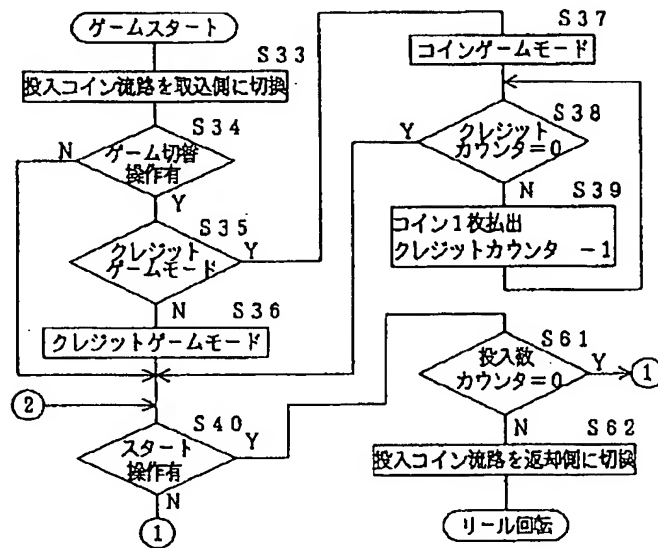 ゲームスタート
S33
投入コイン流路を取込側に切換
S34
N
ゲーム切替
操作有
Y
S35
クレジット
ゲームモード
Y
N
S36
クレジットゲームモード
②
S40
スタート
操作有
Y
N
①
S37
コインゲームモード
S38
Y
クレジット
カウンタ=0
N
S39
コイン1枚払出
クレジットカウンタ -1
S61
投入数
カウンタ=0
Y
①
N
S62
投入コイン流路を返却側に切換
リール回転